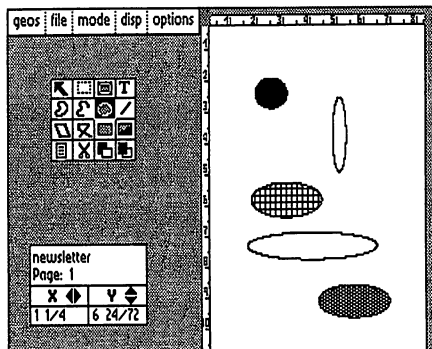 geos file mode disp options
T
newsletter
Page: 1
X Y
1 1/4 6 24/72